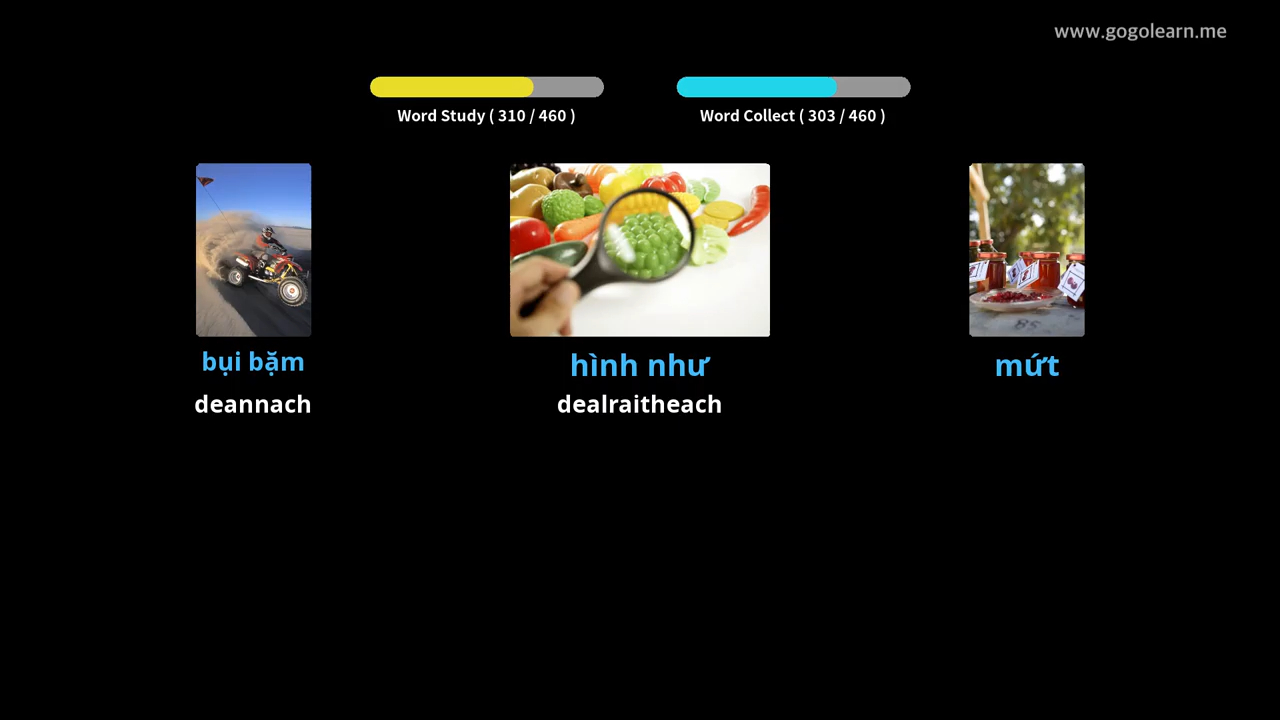 www.gogolearn.me
Word Study ( 310 / 460 )
Word Collect ( 303 / 460 )
bụi bặm
hình như
mứt
deannach
dealraitheach